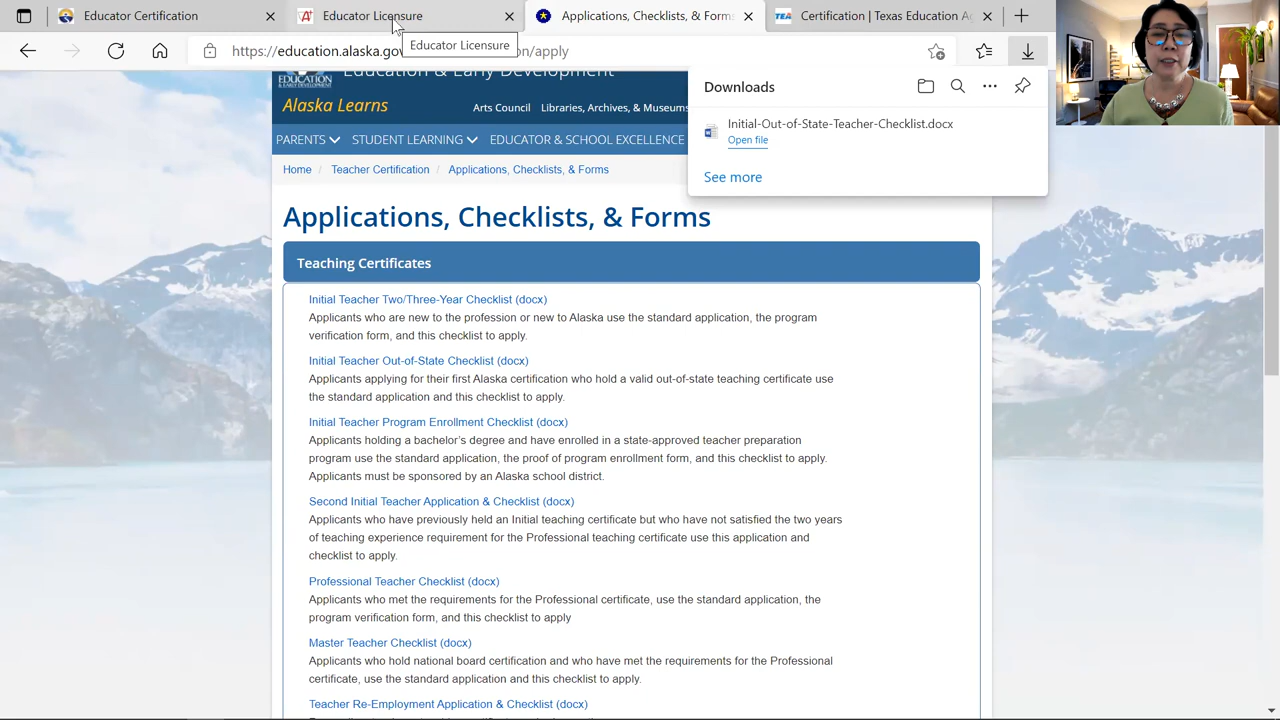 Educator Certification
Educator Licensure
Applications, Checklists, & Forms
Certification | Texas Education Ag
https://education.alaska.gov
n/apply
Educator Licensure
Education & Early Development
EDUCATION
& EARLY DEVELOPMENT
Alaska Learns
Arts Council Libraries, Archives, & Museums
PARENTS STUDENT LEARNING EDUCATOR & SCHOOL EXCELLENCE
Downloads
Initial-Out-of-State-Teacher-Checklist.docx
Open file
See more
Home / Teacher Certification / Applications, Checklists, & Forms
Applications, Checklists, & Forms
Teaching Certificates
Initial Teacher Two/Three-Year Checklist (docx)
Applicants who are new to the profession or new to Alaska use the standard application, the program
verification form, and this checklist to apply.
Initial Teacher Out-of-State Checklist (docx)
Applicants applying for their first Alaska certification who hold a valid out-of-state teaching certificate use
the standard application and this checklist to apply.
Initial Teacher Program Enrollment Checklist (docx)
Applicants holding a bachelor's degree and have enrolled in a state-approved teacher preparation
program use the standard application, the proof of program enrollment form, and this checklist to apply.
Applicants must be sponsored by an Alaska school district.
Second Initial Teacher Application & Checklist (docx)
Applicants who have previously held an Initial teaching certificate but who have not satisfied the two years
of teaching experience requirement for the Professional teaching certificate use this application and
checklist to apply.
Professional Teacher Checklist (docx)
Applicants who met the requirements for the Professional certificate, use the standard application, the
program verification form, and this checklist to apply
Master Teacher Checklist (docx)
Applicants who hold national board certification and who have met the requirements for the Professional
certificate, use the standard application and this checklist to apply.
Teacher Re-Employment Application & Checklist (docx)